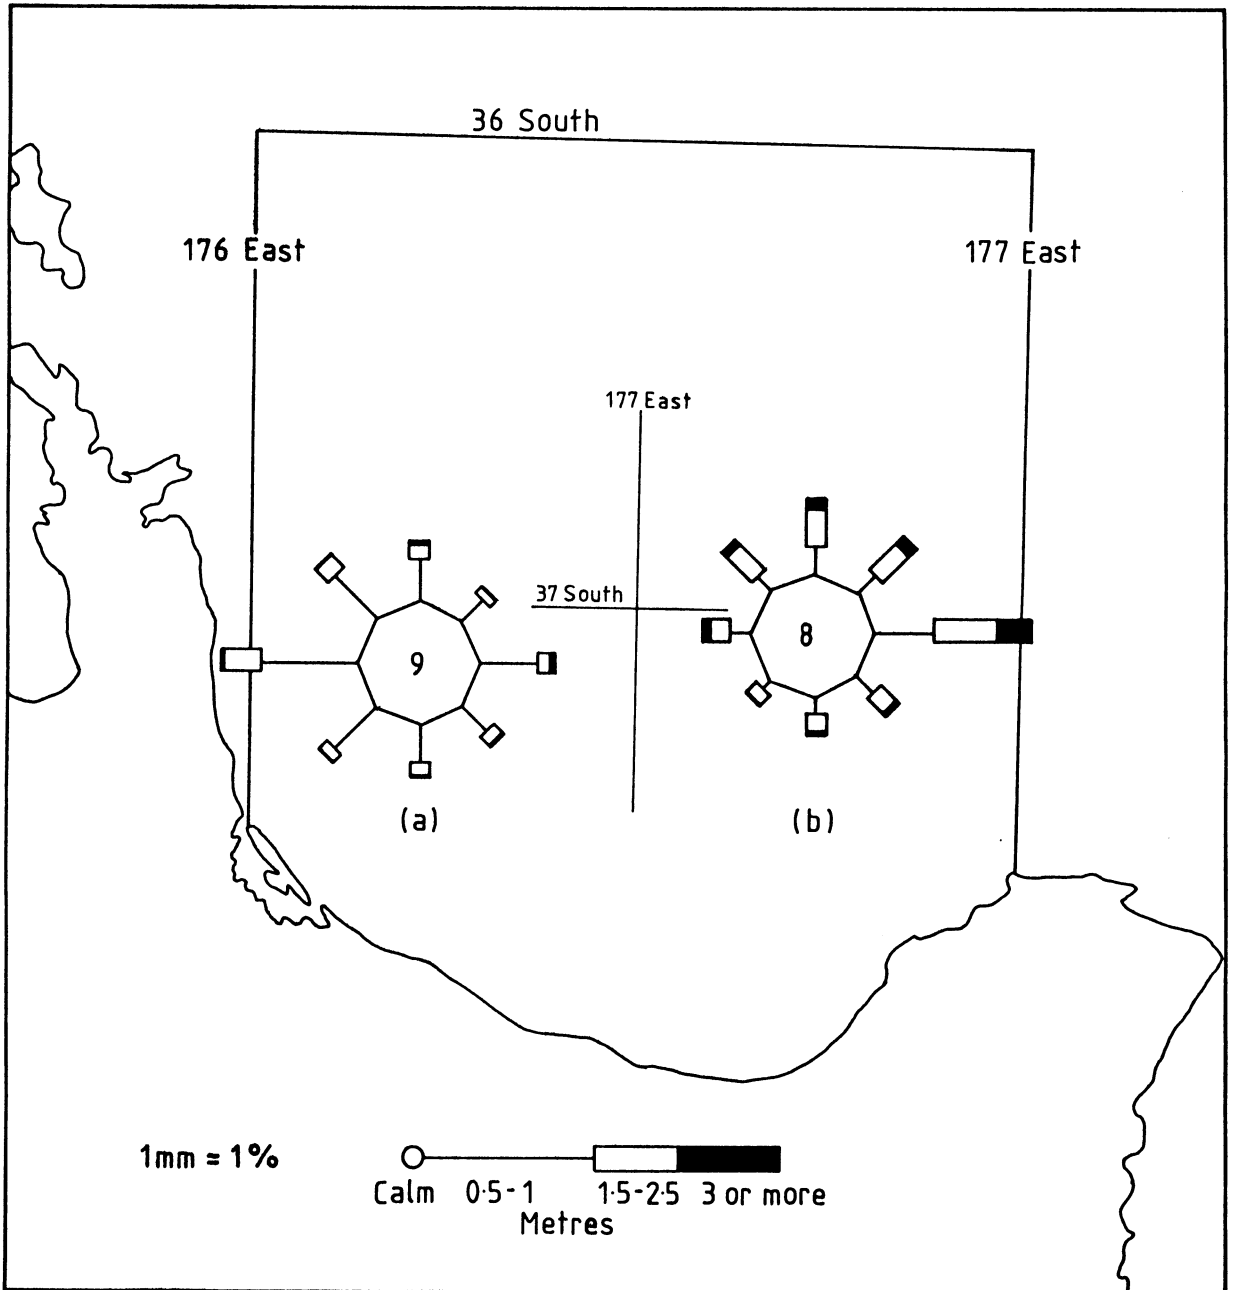 36 South
176 East
177 East
177 East
37 South
8
9
(a)
(b)
1mm = 1%
Calm 0·5-1 1·5-2·5 3 or more
Metres